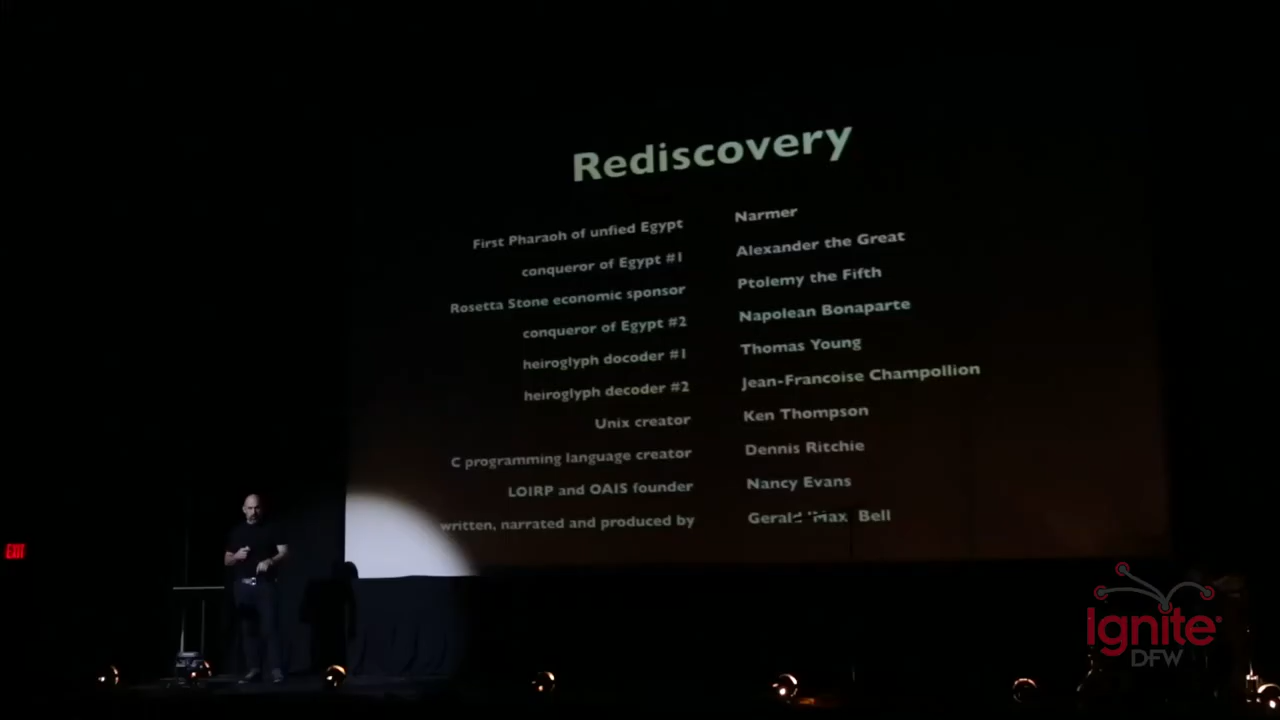 Rediscovery
First Pharaoh of unfied Egypt Narmer
conqueror of Egypt #1 Alexander the Great
Rosetta Stone economic sponsor Ptolemy the Fifth
conqueror of Egypt #2 Napolean Bonaparte
heiroglyph docoder #1 Thomas Young
heiroglyph decoder #2 Jean-Francoise Champollion
Unix creator Ken Thompson
C programming language creator Dennis Ritchie
LOIRP and OAIS founder Nancy Evans
written, narrated and produced by Gerald 'Max' Bell
EXIT
Ignite
DFW